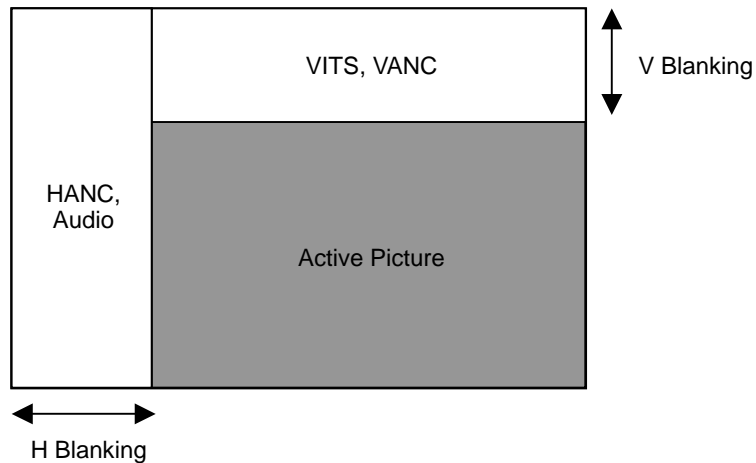 VITS, VANC
V Blanking
HANC,
Audio
Active Picture
H Blanking